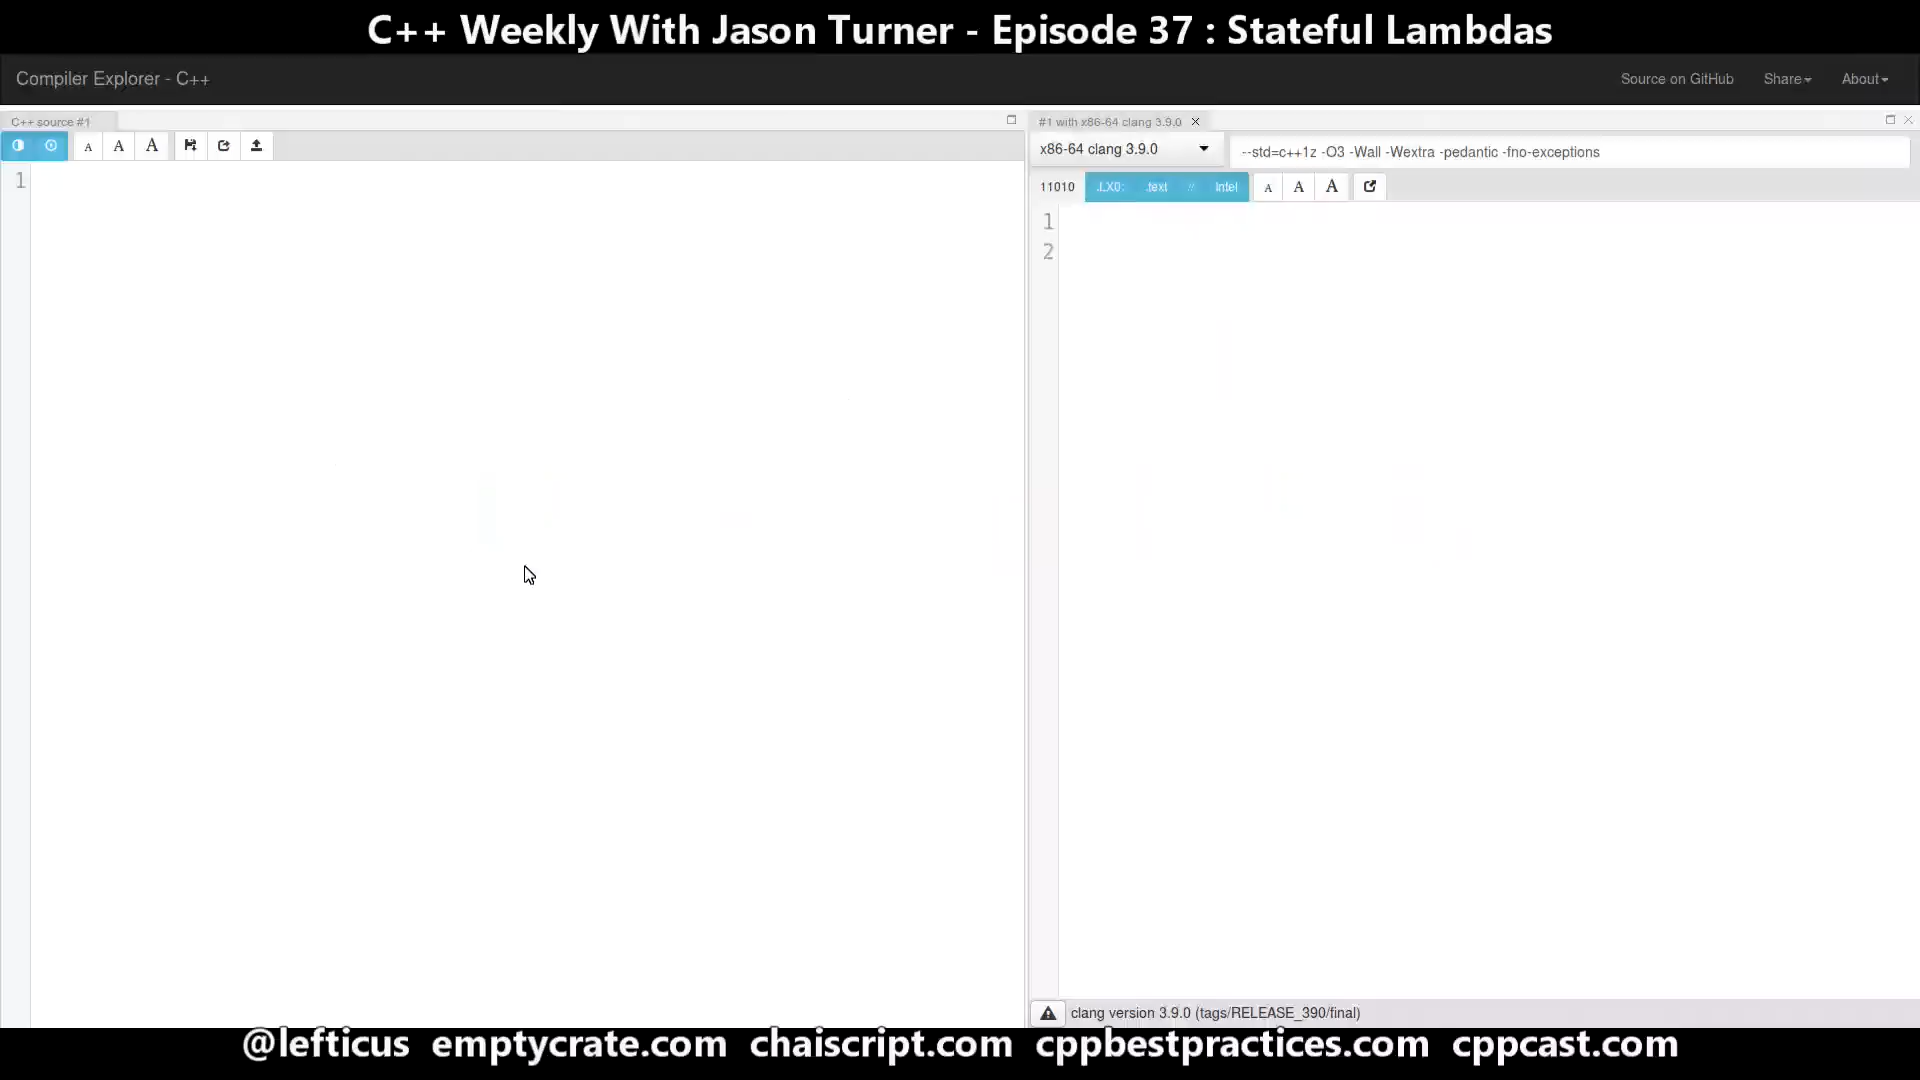 C++ Weekly With Jason Turner - Episode 37 : Stateful Lambdas
Compiler Explorer - C++
Source on GitHub Share About
C++ source #1
A A A
1
#1 with x86-64 clang 3.9.0
x86-64 clang 3.9.0
--std=c++1z -O3 -Wall -Wextra -pedantic -fno-exceptions
11010 .LX0: .text // Intel A A A
1
2
clang version 3.9.0 (tags/RELEASE_390/final)
@lefticus emptycrate.com chaiscript.com cppbestpractices.com cppcast.com